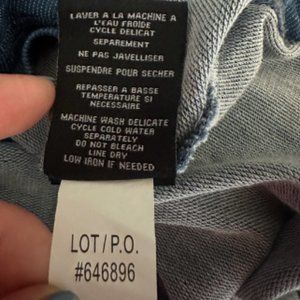 LAVER A LA MACHINE A
L'EAU FROIDE
CYCLE DELICAT
SEPAREMENT
NE PAS JAVELLISER
SUSPENDRE POUR SECHER
REPASSER A BASSE
TEMPERATURE SI
NECESSAIRE
MACHINE WASH DELICATE
CYCLE COLD WATER
SEPARATELY
DO NOT BLEACH
LINE DRY
LOW IRON IF NEEDED
LOT/P.O.
#646896